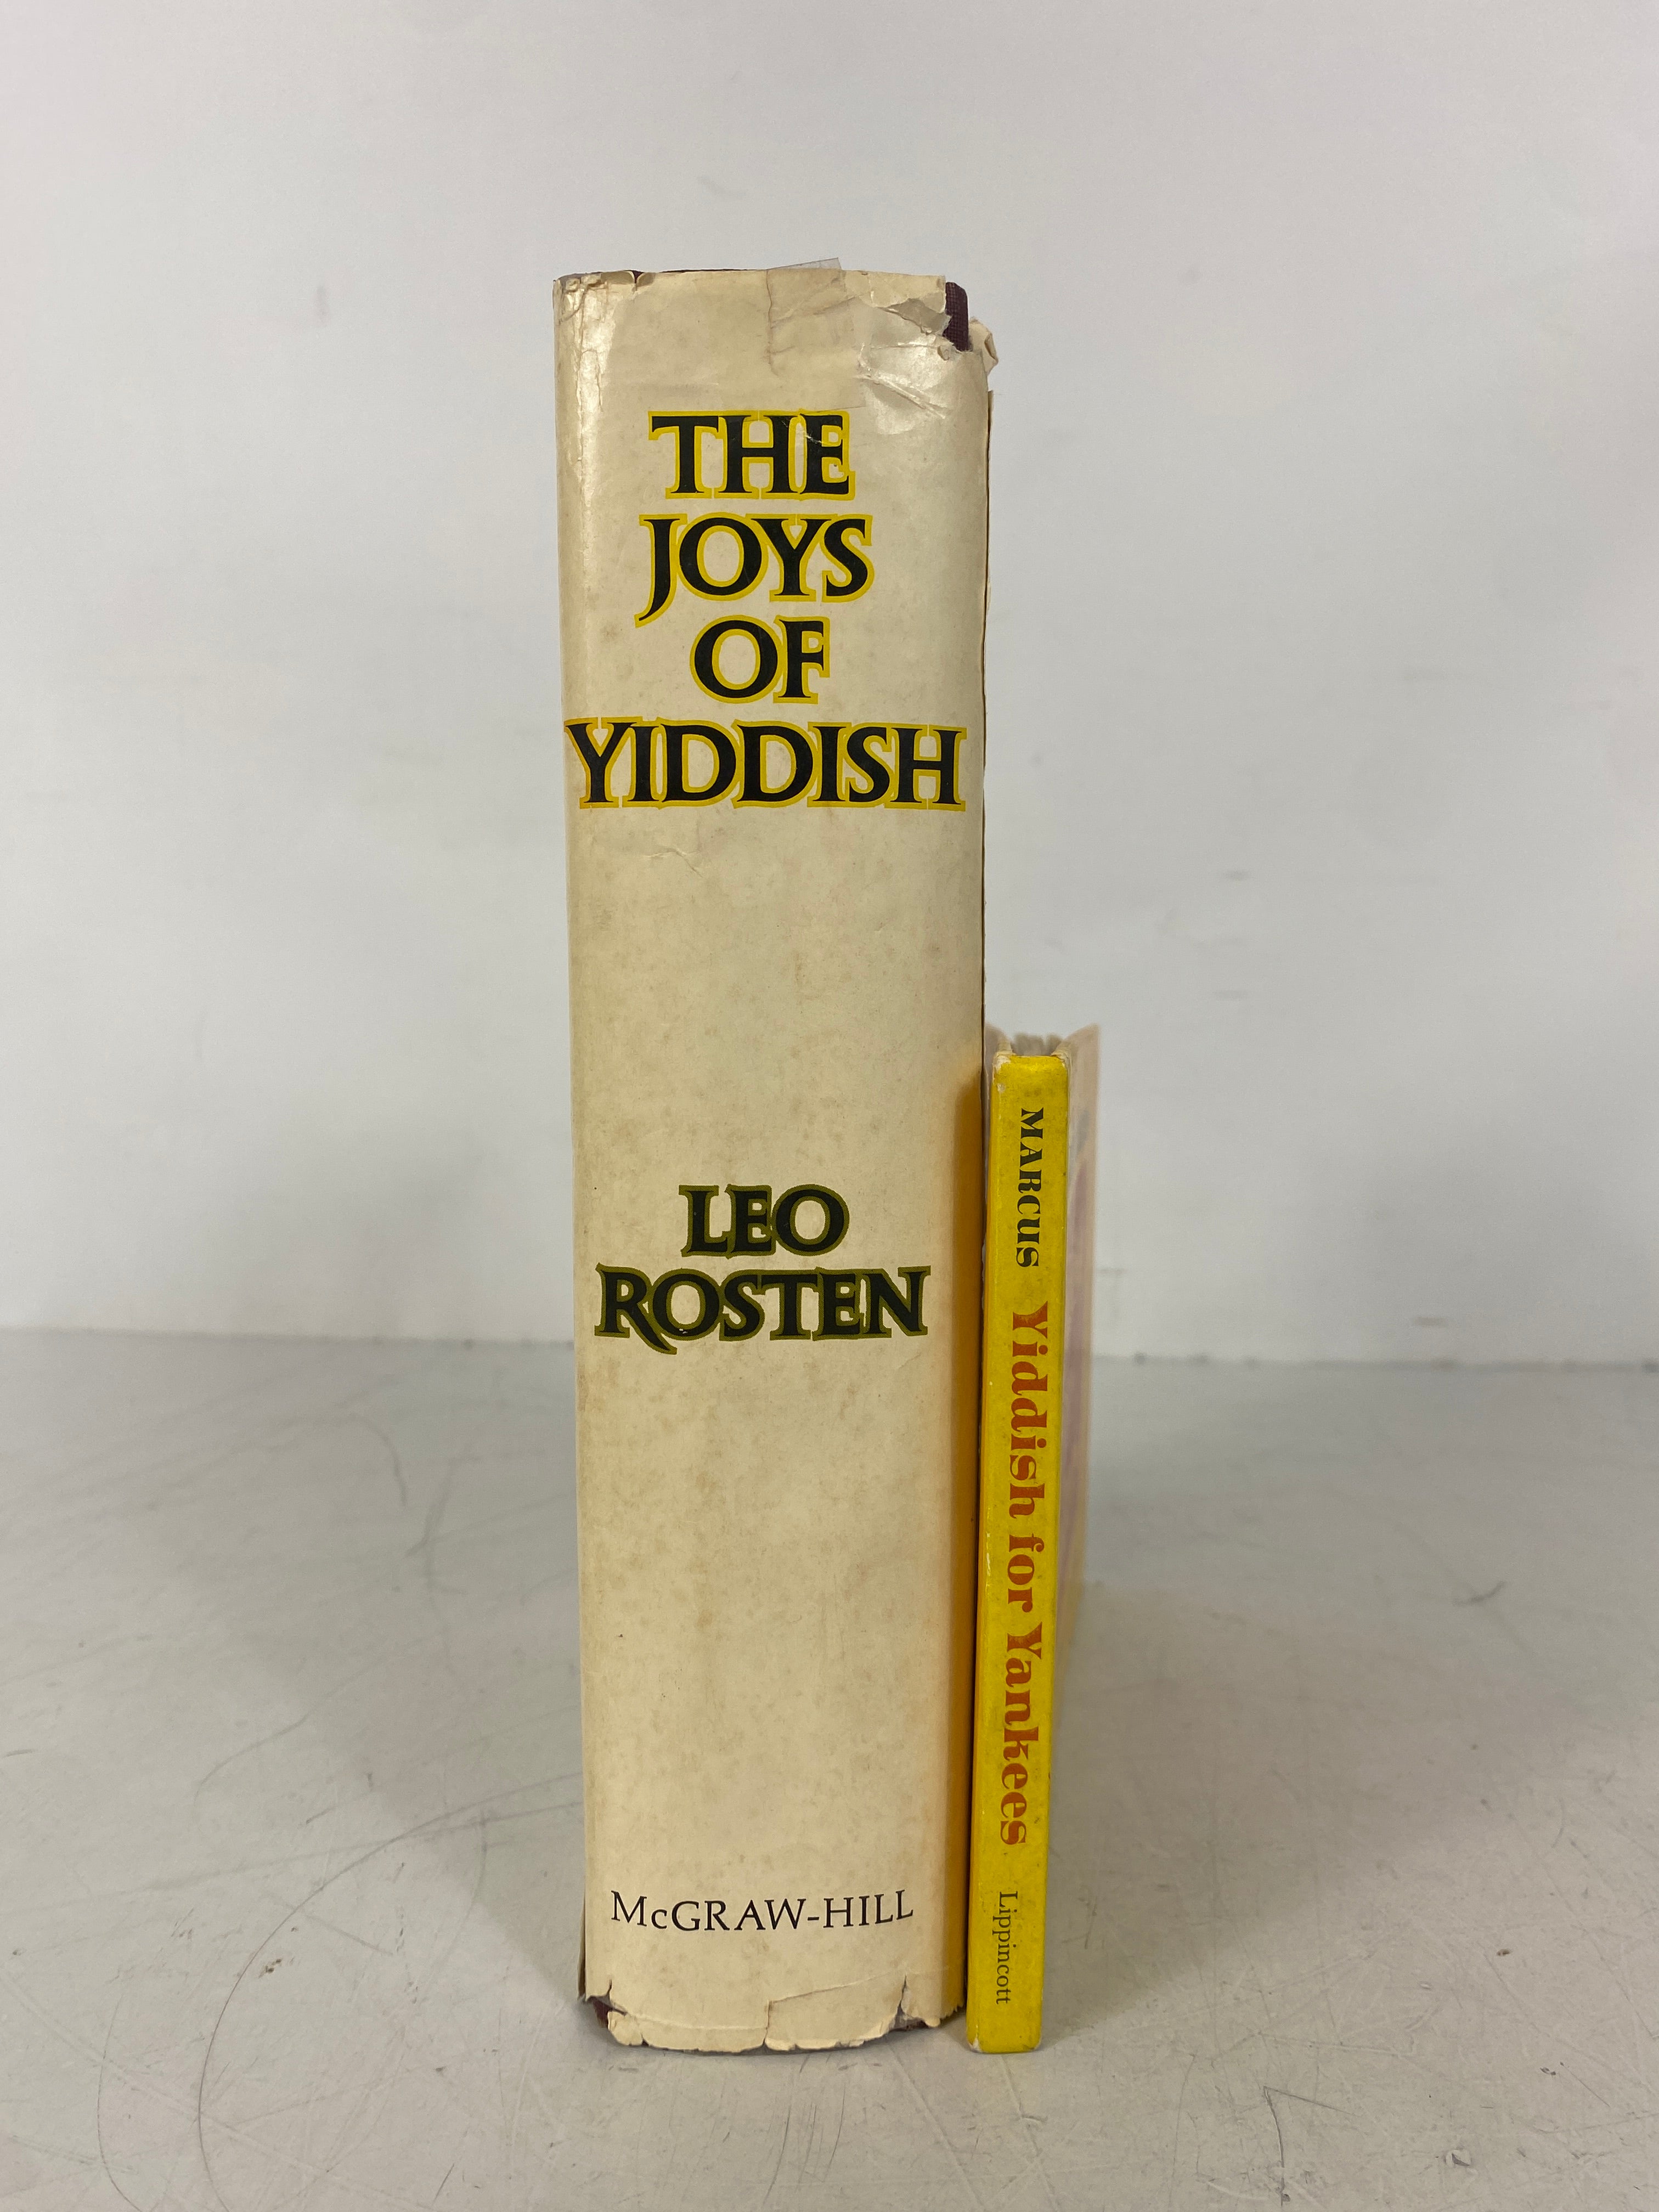 THE
JOYS
OF
YIDDISH
LEO
ROSTEN
McGRAW-HILL
MARCUS Yiddish for Yankees Lippincott